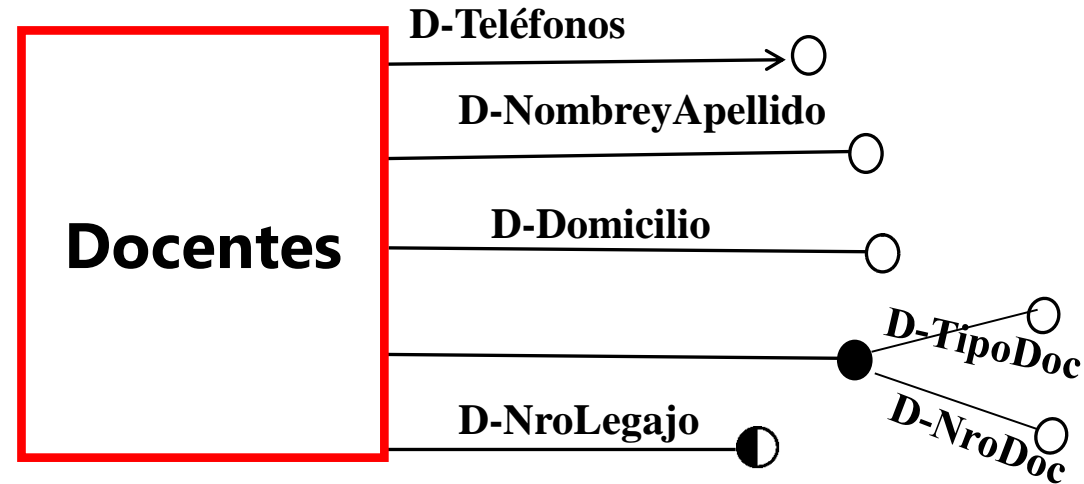 D-Teléfonos
D-NombreyApellido
D-Domicilio
Docentes
D-TipoDoc
D-NroDoc
D-NroLegajo